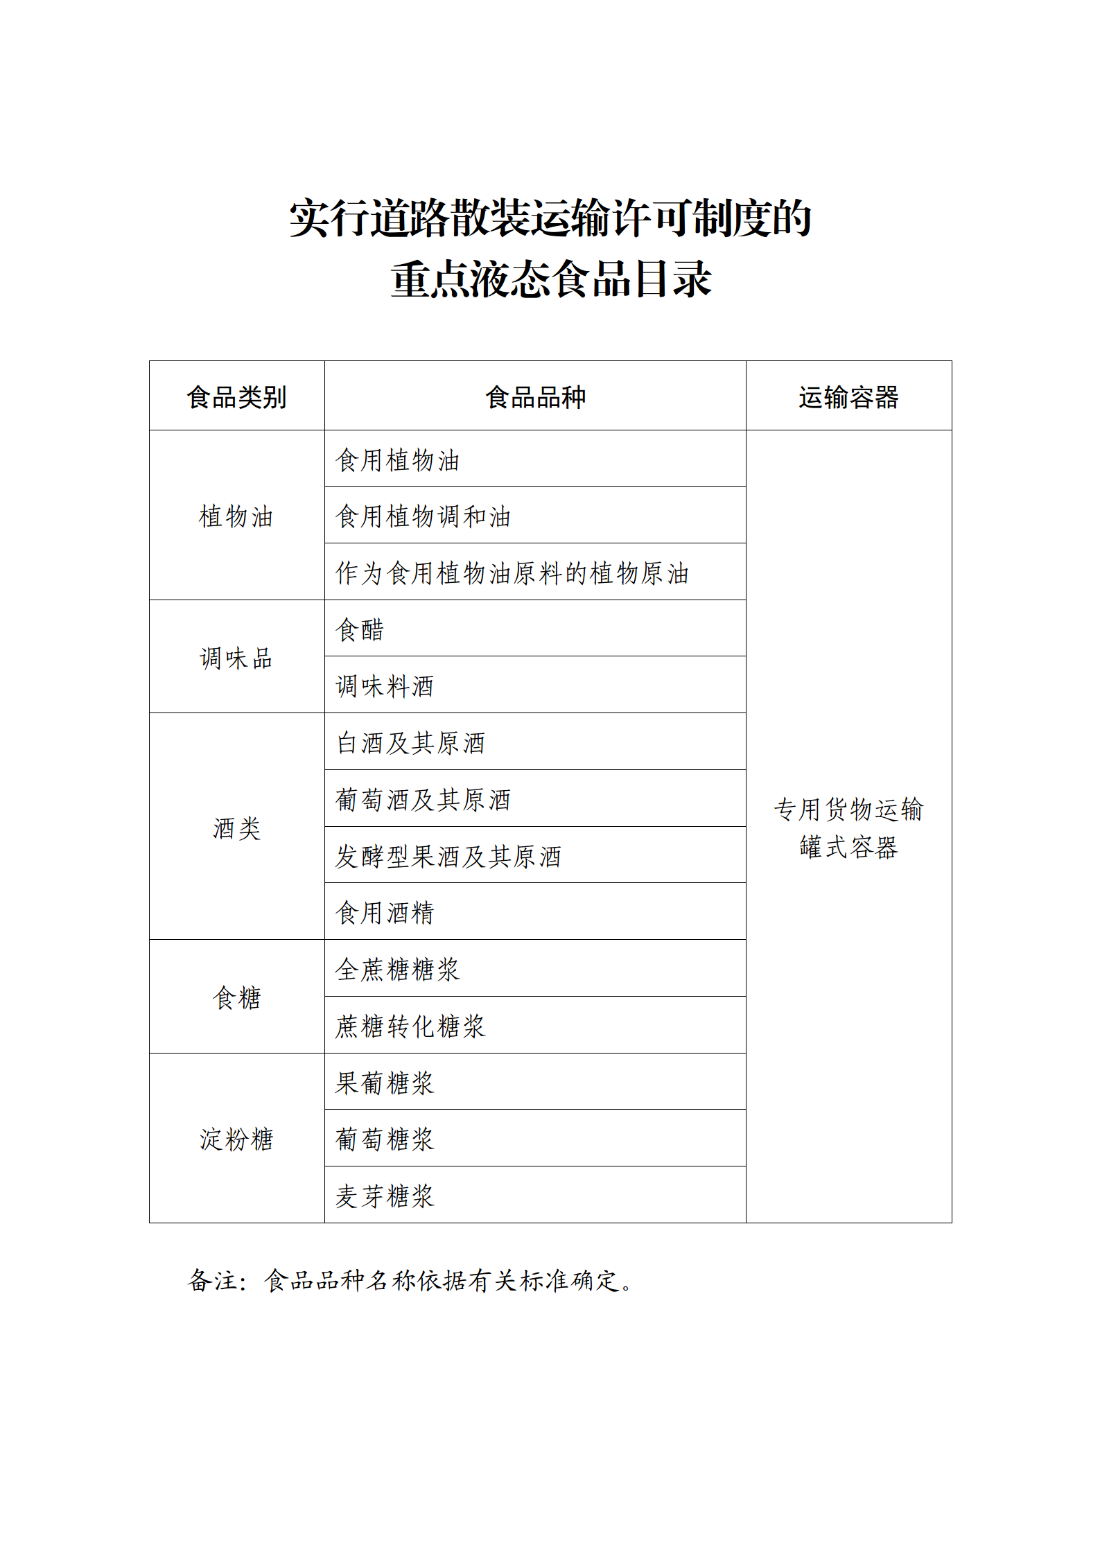 实行道路散装运输许可制度的
重点液态食品目录
食品类别 食品品种 运输容器
植物油
食用植物油
食用植物调和油
作为食用植物油原料的植物原油
调味品
食醋
调味料酒
酒类
白酒及其原酒
葡萄酒及其原酒
发酵型果酒及其原酒
食用酒精
食糖
全蔗糖糖浆
蔗糖转化糖浆
淀粉糖
果葡糖浆
葡萄糖浆
麦芽糖浆
专用货物运输
罐式容器
备注：食品品种名称依据有关标准确定。